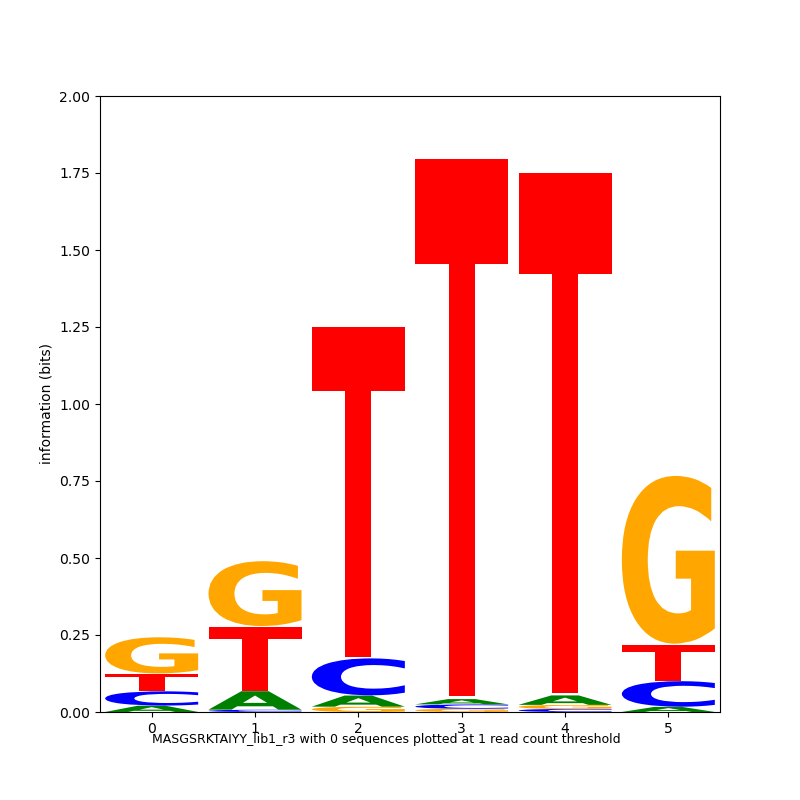 2.00
1.75
1.50
1.25
1.00
0.75
0.50
0.25
0.00
information (bits)
G T C A
G T A C
T C A G
T A C G
T A G C
G T C A
0 1 2 3 4 5
MASGSRKTAIYY_lib1_r3 with 0 sequences plotted at 1 read count threshold